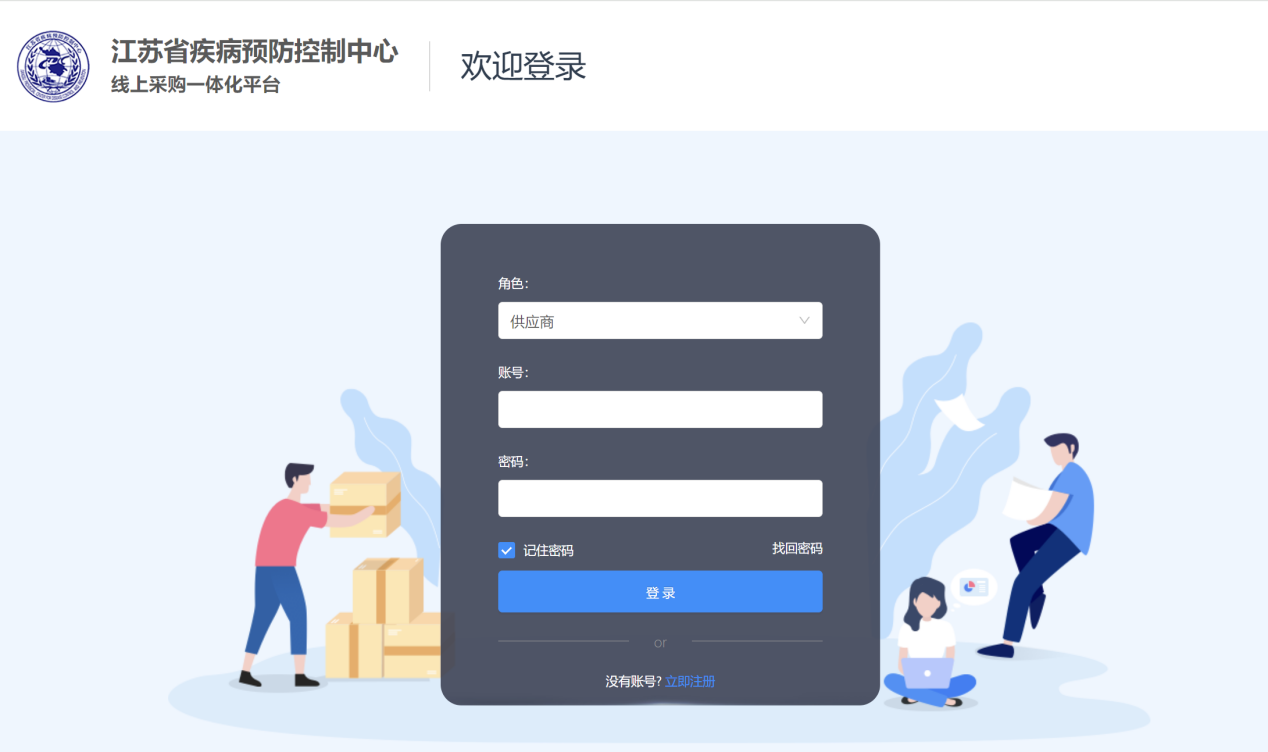 江苏省疾病预防控制中心
线上采购一体化平台
欢迎登录
角色：
供应商
账号：
密码：
记住密码
找回密码
登 录
or
没有账号? 立即注册